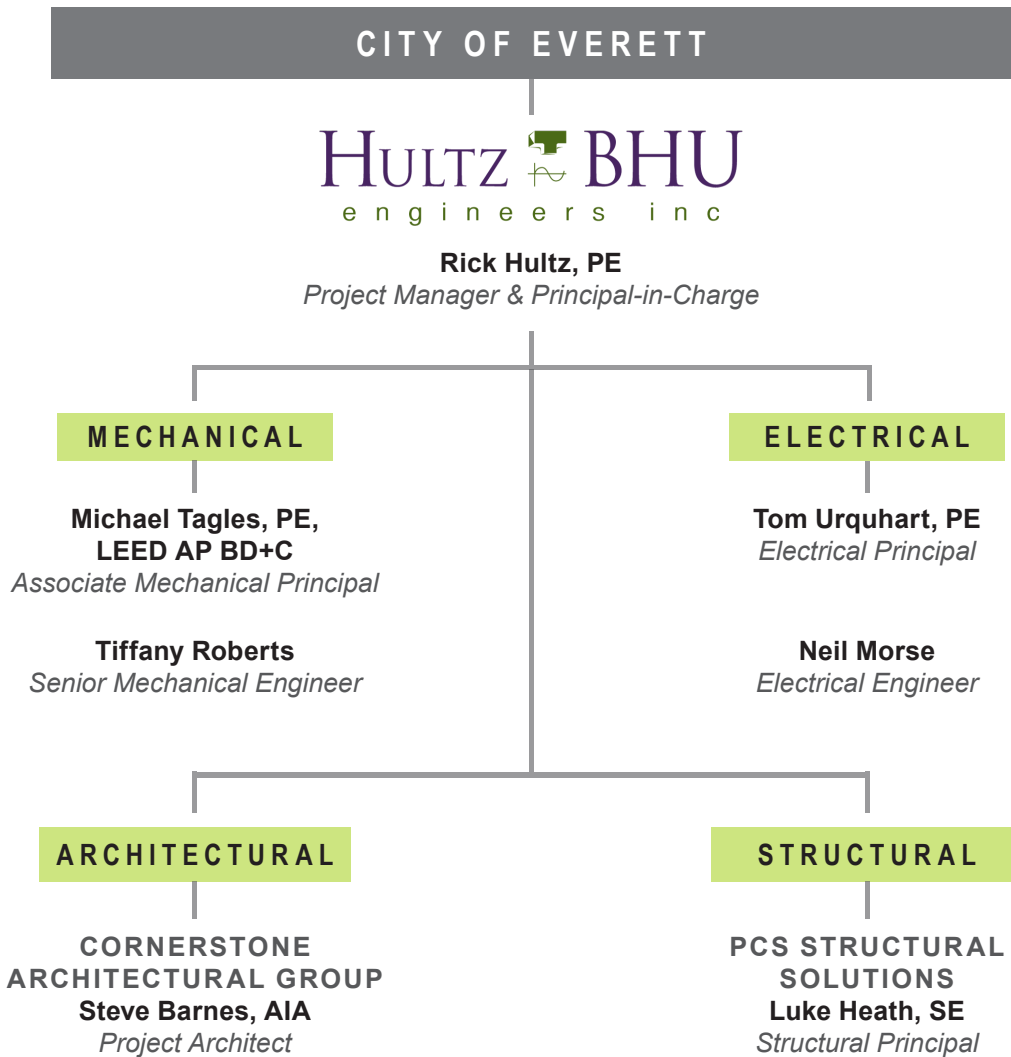 CITY OF EVERETT
HULTZ BHU
engineers inc
Rick Hultz, PE
Project Manager & Principal-in-Charge
MECHANICAL
Michael Tagles, PE,
LEED AP BD+C
Associate Mechanical Principal
Tiffany Roberts
Senior Mechanical Engineer
ELECTRICAL
Tom Urquhart, PE
Electrical Principal
Neil Morse
Electrical Engineer
ARCHITECTURAL
CORNERSTONE
ARCHITECTURAL GROUP
Steve Barnes, AIA
Project Architect
STRUCTURAL
PCS STRUCTURAL
SOLUTIONS
Luke Heath, SE
Structural Principal